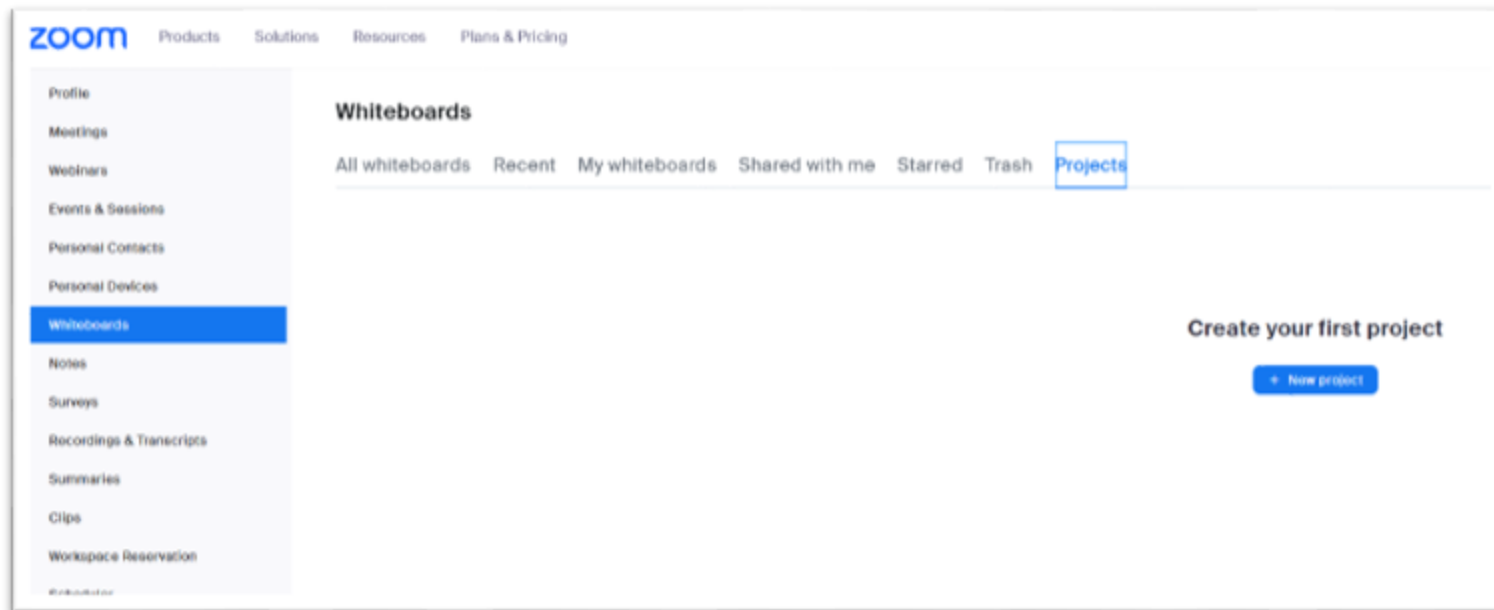 zoom Products Solutions Resources Plans & Pricing
Profile
Meetings
Webinars
Events & Sessions
Personal Contacts
Personal Devices
Whiteboards
Notes
Surveys
Recordings & Transcripts
Summaries
Clips
Workspace Reservation
Scheduler
Whiteboards
All whiteboards Recent My whiteboards Shared with me Starred Trash Projects
Create your first project
+ New project